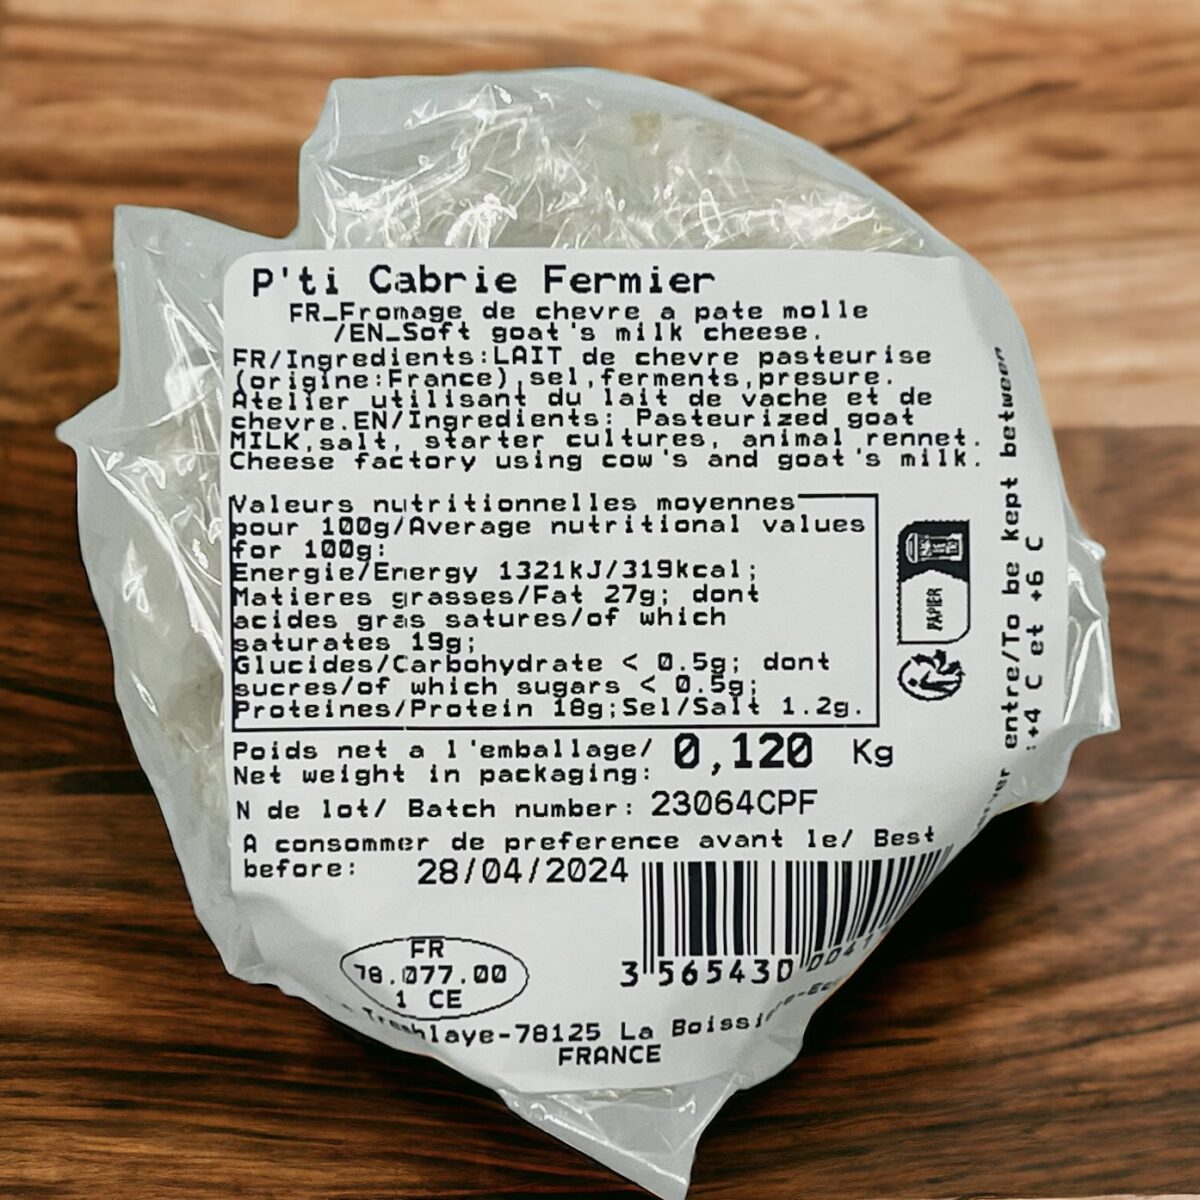 P'ti Cabrie Fermier
FR_Fromage de chevre a pate molle
/EN_Soft goat's milk cheese.
FR/Ingredients:LAIT de chevre pasteurise
(origine:France),sel,ferments,presure.
Atelier utilisant du lait de vache et de
chevre.EN/Ingredients: Pasteurized goat
MILK,salt, starter cultures, animal rennet.
Cheese factory using cow's and goat's milk.
Valeurs nutritionnelles moyennes
pour 100g/Average nutritional values
for 100g:
Energie/Energy 1321kJ/319kcal;
Matieres grasses/Fat 27g; dont
acides gras satures/of which
saturates 19g;
Glucides/Carbohydrate < 0.5g; dont
sucres/of which sugars < 0.5g;
Proteines/Protein 18g;Sel/Salt 1.2g.
PAPIER
entre/To be kept between
:+4 C et +6 C
Poids net a l'emballage/ 0,120 Kg
Net weight in packaging:
N de lot/ Batch number: 23064CPF
A consommer de preference avant le/ Best
before: 28/04/2024
3 565430
FR
78.077.00
1 CE
-78125 La
FRANCE